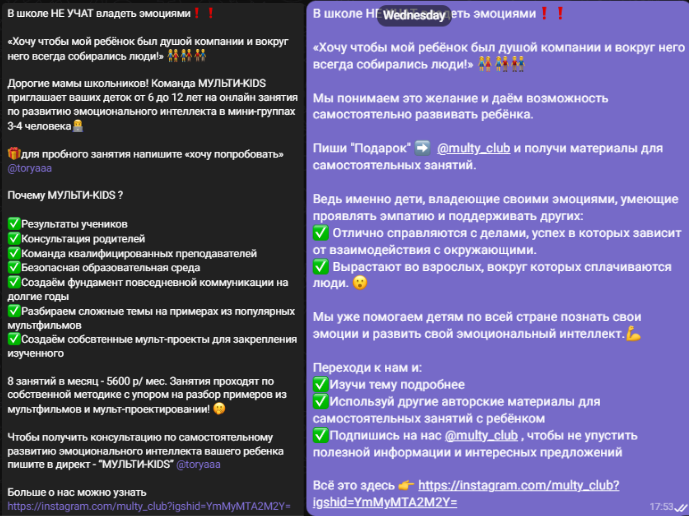 В школе НЕ УЧАТ владеть эмоциями❗❗
«Хочу чтобы мой ребёнок был душой компании и вокруг
него всегда собирались люди!» 👭👫👬
Дорогие мамы школьников! Команда МУЛЬТИ-KIDS
приглашает ваших деток от 6 до 12 лет на онлайн занятия
по развитию эмоционального интеллекта в мини-группах
3-4 человека👩‍💻
🎁для пробного занятия напишите «хочу попробовать»
@toryaaa
Почему МУЛЬТИ-KIDS ?
✅Результаты учеников
✅Консультация родителей
✅Команда квалифицированных преподавателей
✅Безопасная образовательная среда
✅Создаём фундамент повседневной коммуникации на
долгие годы
✅Разбираем сложные темы на примерах из популярных
мультфильмов
✅Создаём собсвтенные мульт-проекты для закрепления
изученного
8 занятий в месяц - 5600 р/ мес. Занятия проходят по
собственной методике с упором на разбор примеров из
мультфильмов и мульт-проектировании! 🤫
Чтобы получить консультацию по самостоятельному
развитию эмоционального интеллекта вашего ребенка
пишите в директ - “МУЛЬТИ-KIDS” @toryaaa
Больше о нас можно узнать
https://instagram.com/multy_club?igshid=YmMyMTA2M2Y=
Wednesday
В школе НЕ УЧАТ владеть эмоциями❗❗
«Хочу чтобы мой ребёнок был душой компании и вокруг него
всегда собирались люди!» 👭👫👬
Мы понимаем это желание и даём возможность
самостоятельно развивать ребёнка.
Пиши "Подарок" ➡️ @multy_club и получи материалы для
самостоятельных занятий.
Ведь именно дети, владеющие своими эмоциями, умеющие
проявлять эмпатию и поддерживать других:
✅ Отлично справляются с делами, успех в которых зависит
от взаимодействия с окружающими.
✅ Вырастают во взрослых, вокруг которых сплачиваются
люди. 😮
Мы уже помогаем детям по всей стране познать свои
эмоции и развить свой эмоциональный интеллект.💪
Переходи к нам и:
✅Изучи тему подробнее
✅Используй другие авторские материалы для
самостоятельных занятий с ребёнком
✅Подпишись на нас @multy_club , чтобы не упустить
полезной информации и интересных предложений
Всё это здесь 👉 https://instagram.com/multy_club?
igshid=YmMyMTA2M2Y=
17:53